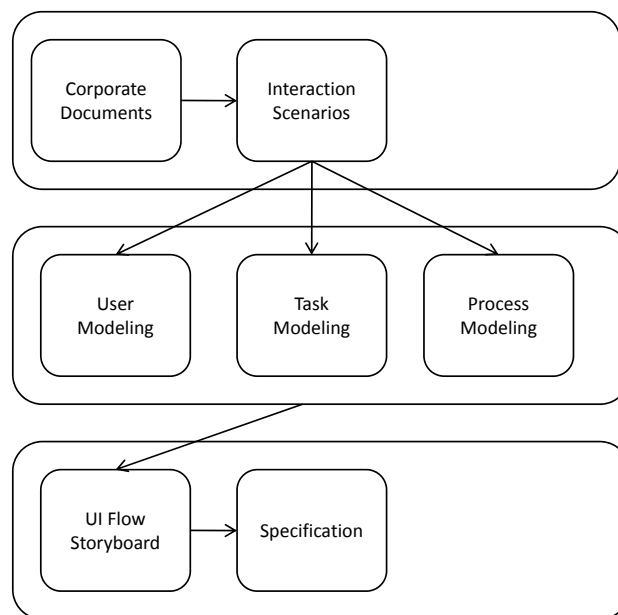 Corporate
Documents
Interaction
Scenarios
User
Modeling
Task
Modeling
Process
Modeling
UI Flow
Storyboard
Specification